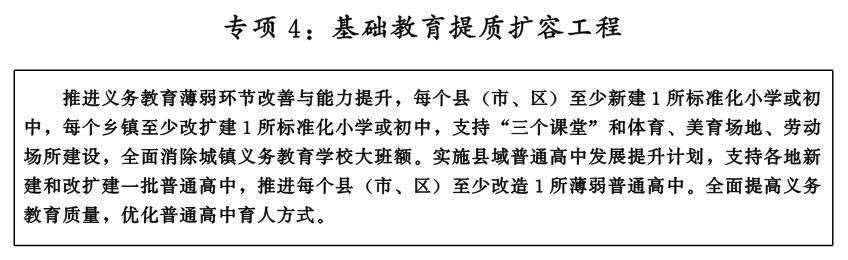 专项 4：基础教育提质扩容工程
推进义务教育薄弱环节改善与能力提升，每个县（市、区）至少新建 1 所标准化小学或初
中，每个乡镇至少改扩建 1 所标准化小学或初中，支持“三个课堂”和体育、美育场地、劳动
场所建设，全面消除城镇义务教育学校大班额。实施县域普通高中发展提升计划，支持各地新
建和改扩建一批普通高中，推进每个县（市、区）至少改造 1 所薄弱普通高中。全面提高义务
教育质量，优化普通高中育人方式。